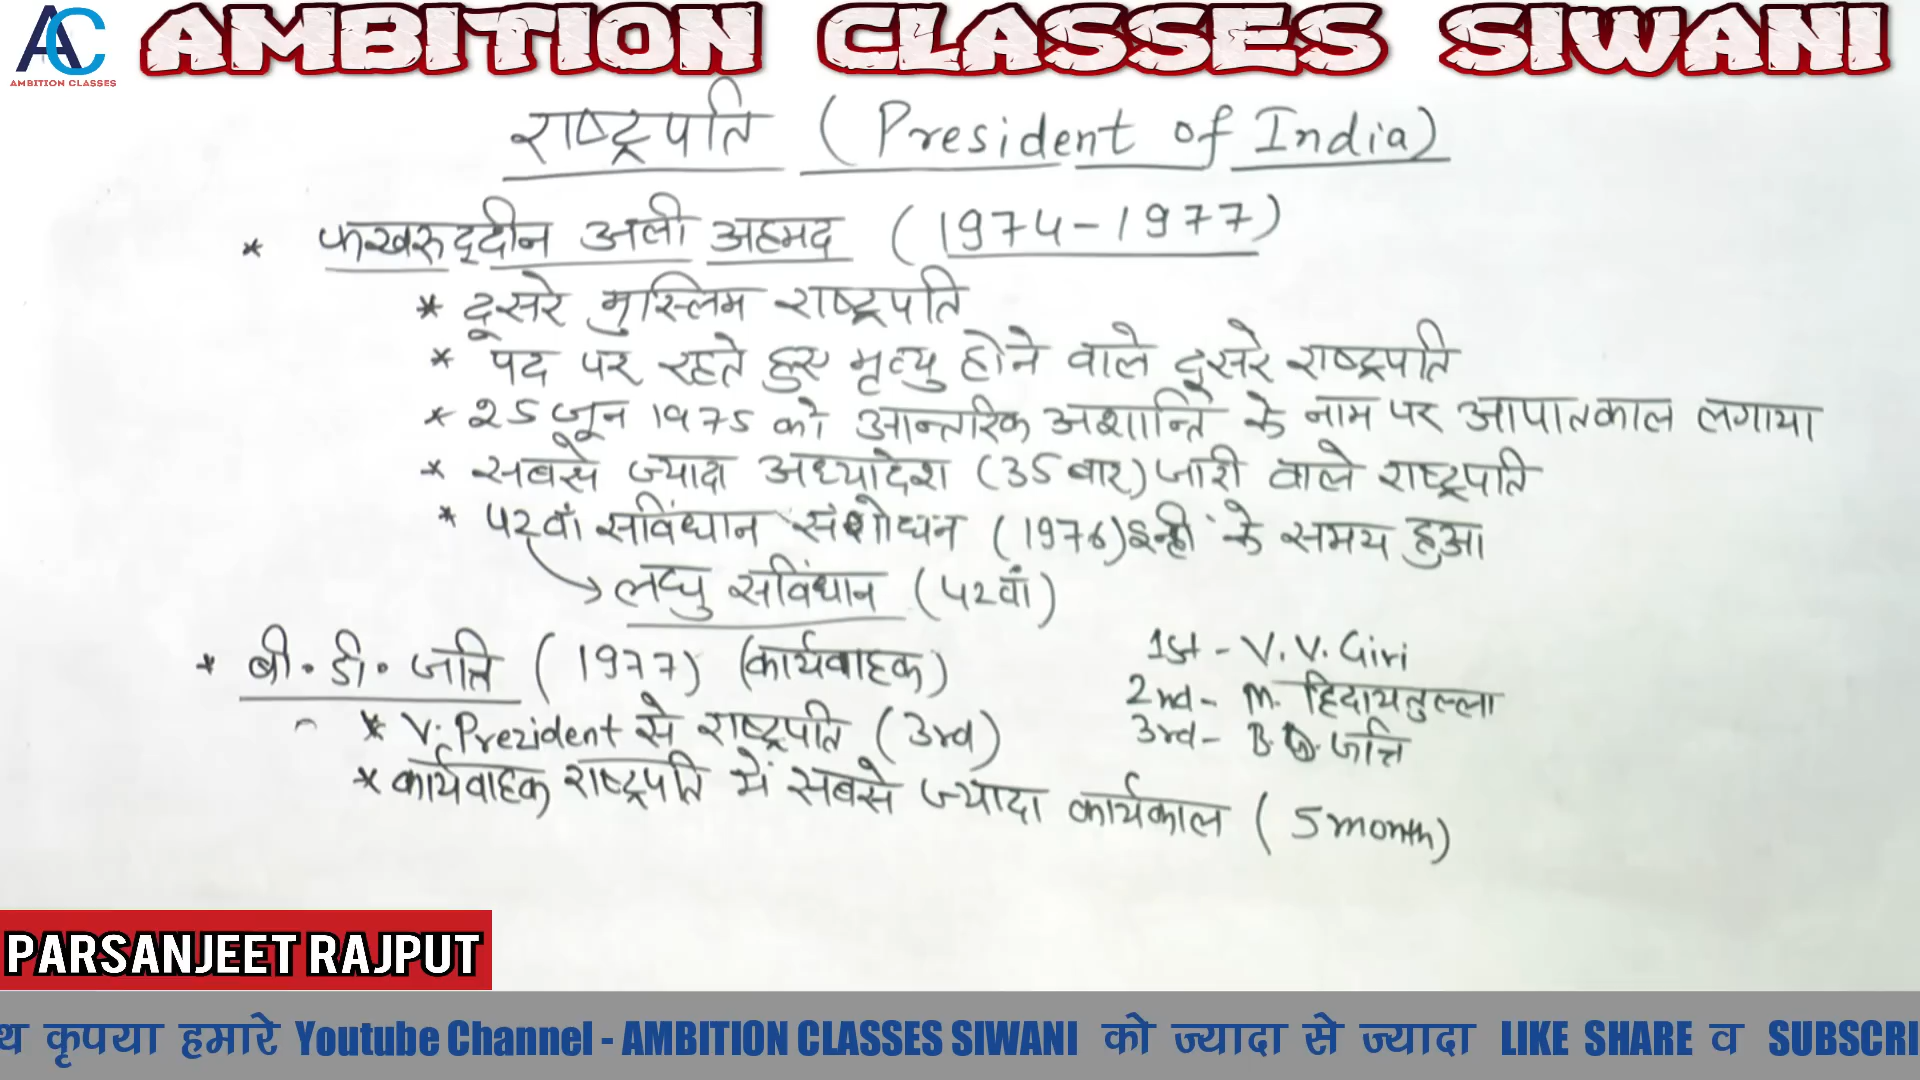 AC AMBITION CLASSES
AMBITION CLASSES SIWANI
राष्ट्रपति ( President of India)
* फखरुद्दीन अली अहमद ( 1974-1977)
* दूसरे मुस्लिम राष्ट्रपति
* पद पर रहते हुए मृत्यु होने वाले दूसरे राष्ट्रपति
* 25 जून 1975 को आन्तरिक अशान्ति के नाम पर आपातकाल लगाया
* सबसे ज्यादा अध्यादेश (35 बार) जारी वाले राष्ट्रपति
* 42वां सविंधान संशोधन (1976) इन्ही के समय हुआ
→ लघु सविंधान (42वां)
* बी. डी. जत्ति ( 1977) (कार्यवाहक)
* V. Prezident से राष्ट्रपति (3rd)
* कार्यवाहक राष्ट्रपति में सबसे ज्यादा कार्यकाल ( 5 month)
1st - V. V. Giri
2nd - M. हिदायतुल्ला
3rd - B. D. जत्ति
PARSANJEET RAJPUT
थ कृपया हमारे Youtube Channel - AMBITION CLASSES SIWANI को ज्यादा से ज्यादा LIKE SHARE व SUBSCRI